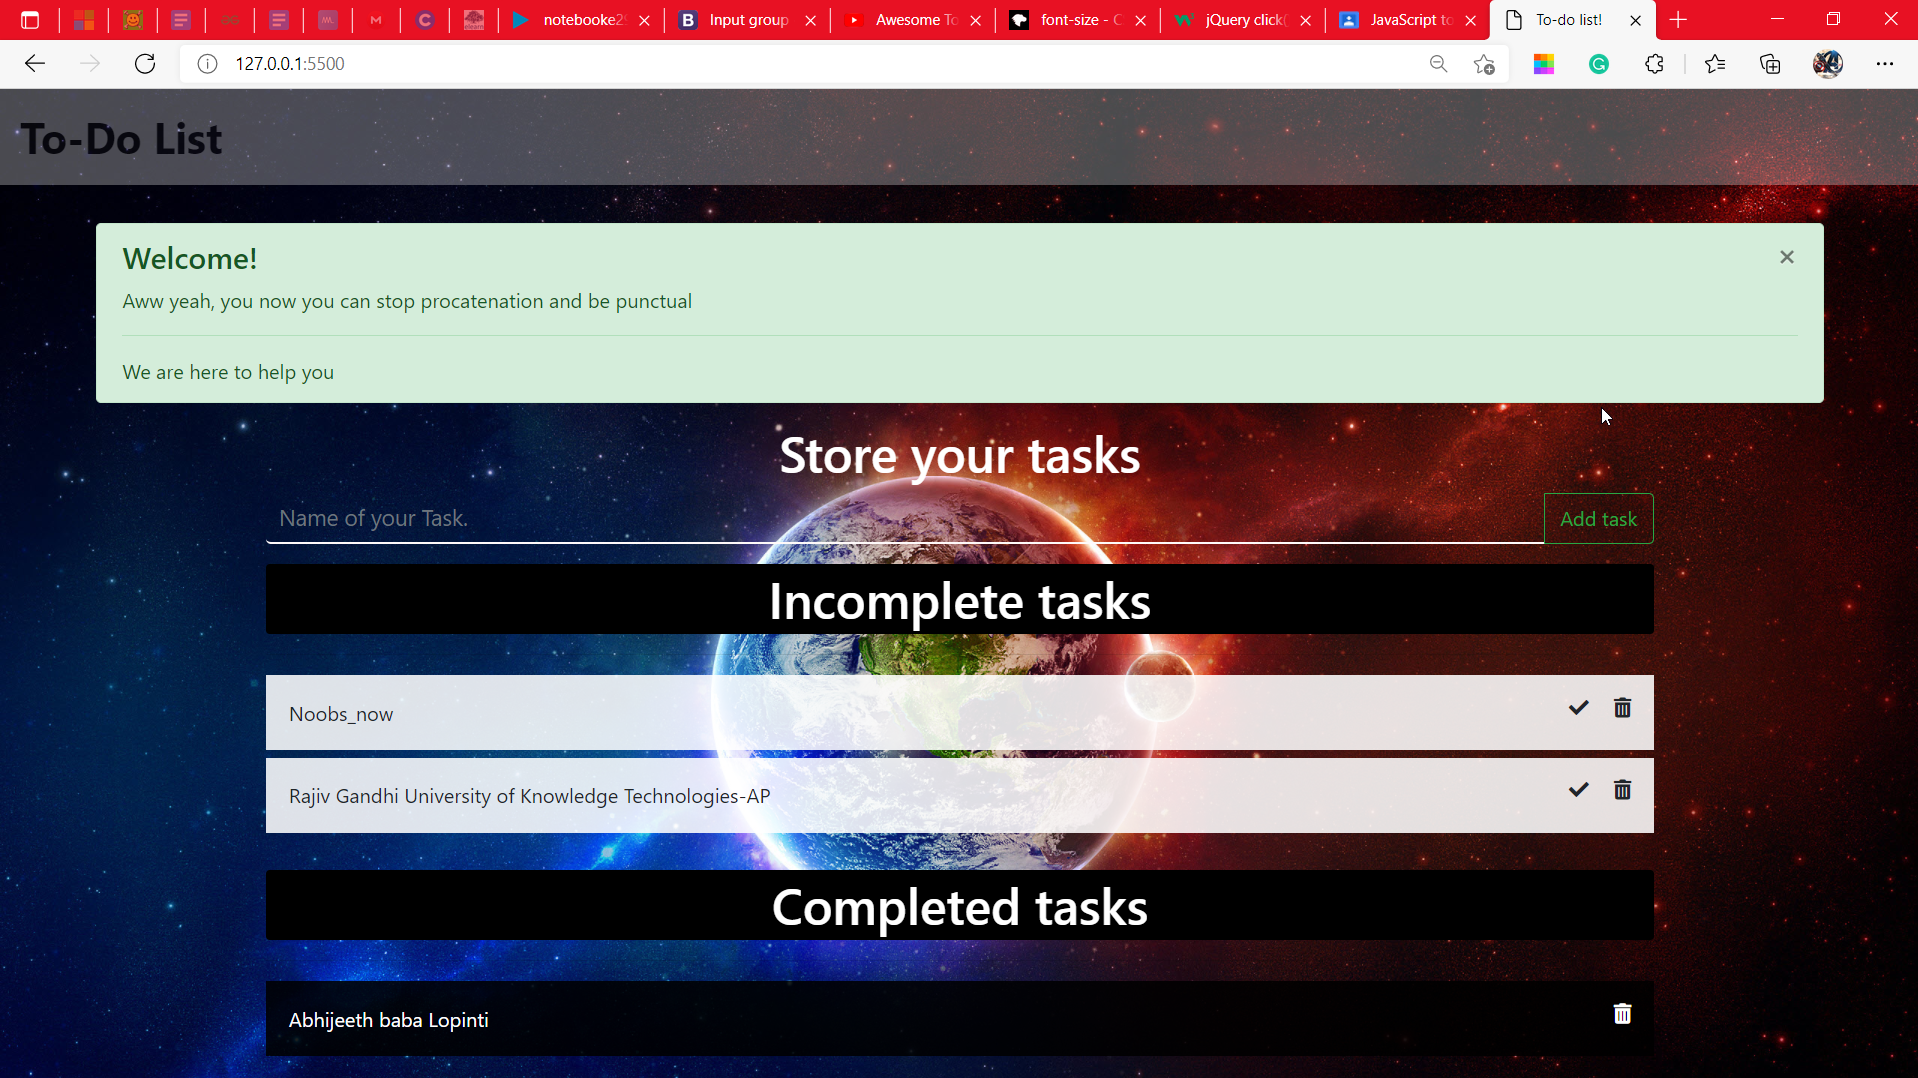 notebooke2
Input group
Awesome To
font-size - C
jQuery click(
JavaScript to
To-do list!
127.0.0.1:5500
To-Do List
Welcome!
Aww yeah, you now you can stop procatenation and be punctual
We are here to help you
Store your tasks
Name of your Task.
Add task
Incomplete tasks
Noobs_now
Rajiv Gandhi University of Knowledge Technologies-AP
Completed tasks
Abhijeeth baba Lopinti